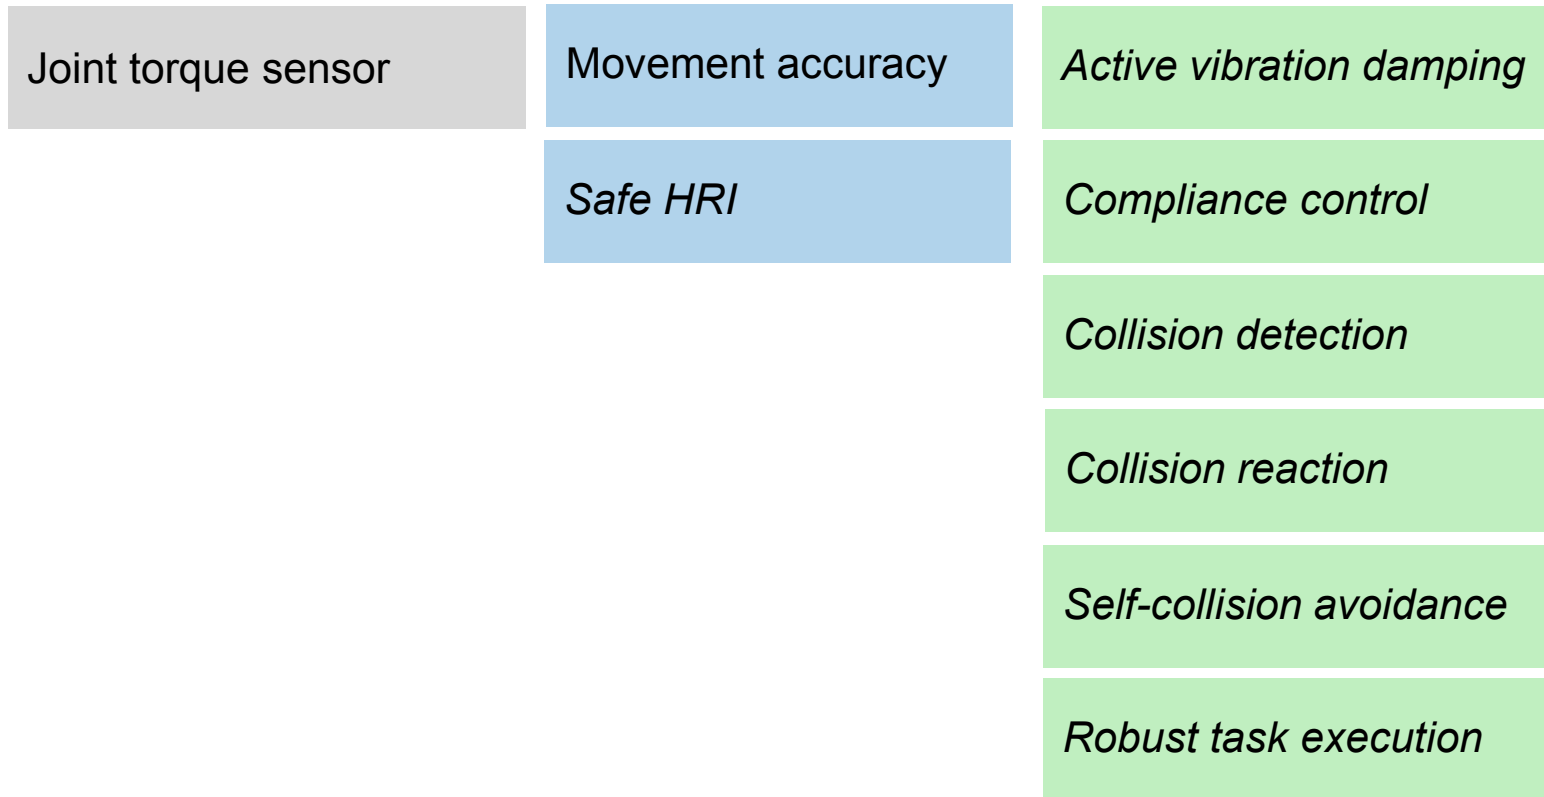 Joint torque sensor
Movement accuracy
Active vibration damping
Safe HRI
Compliance control
Collision detection
Collision reaction
Self-collision avoidance
Robust task execution